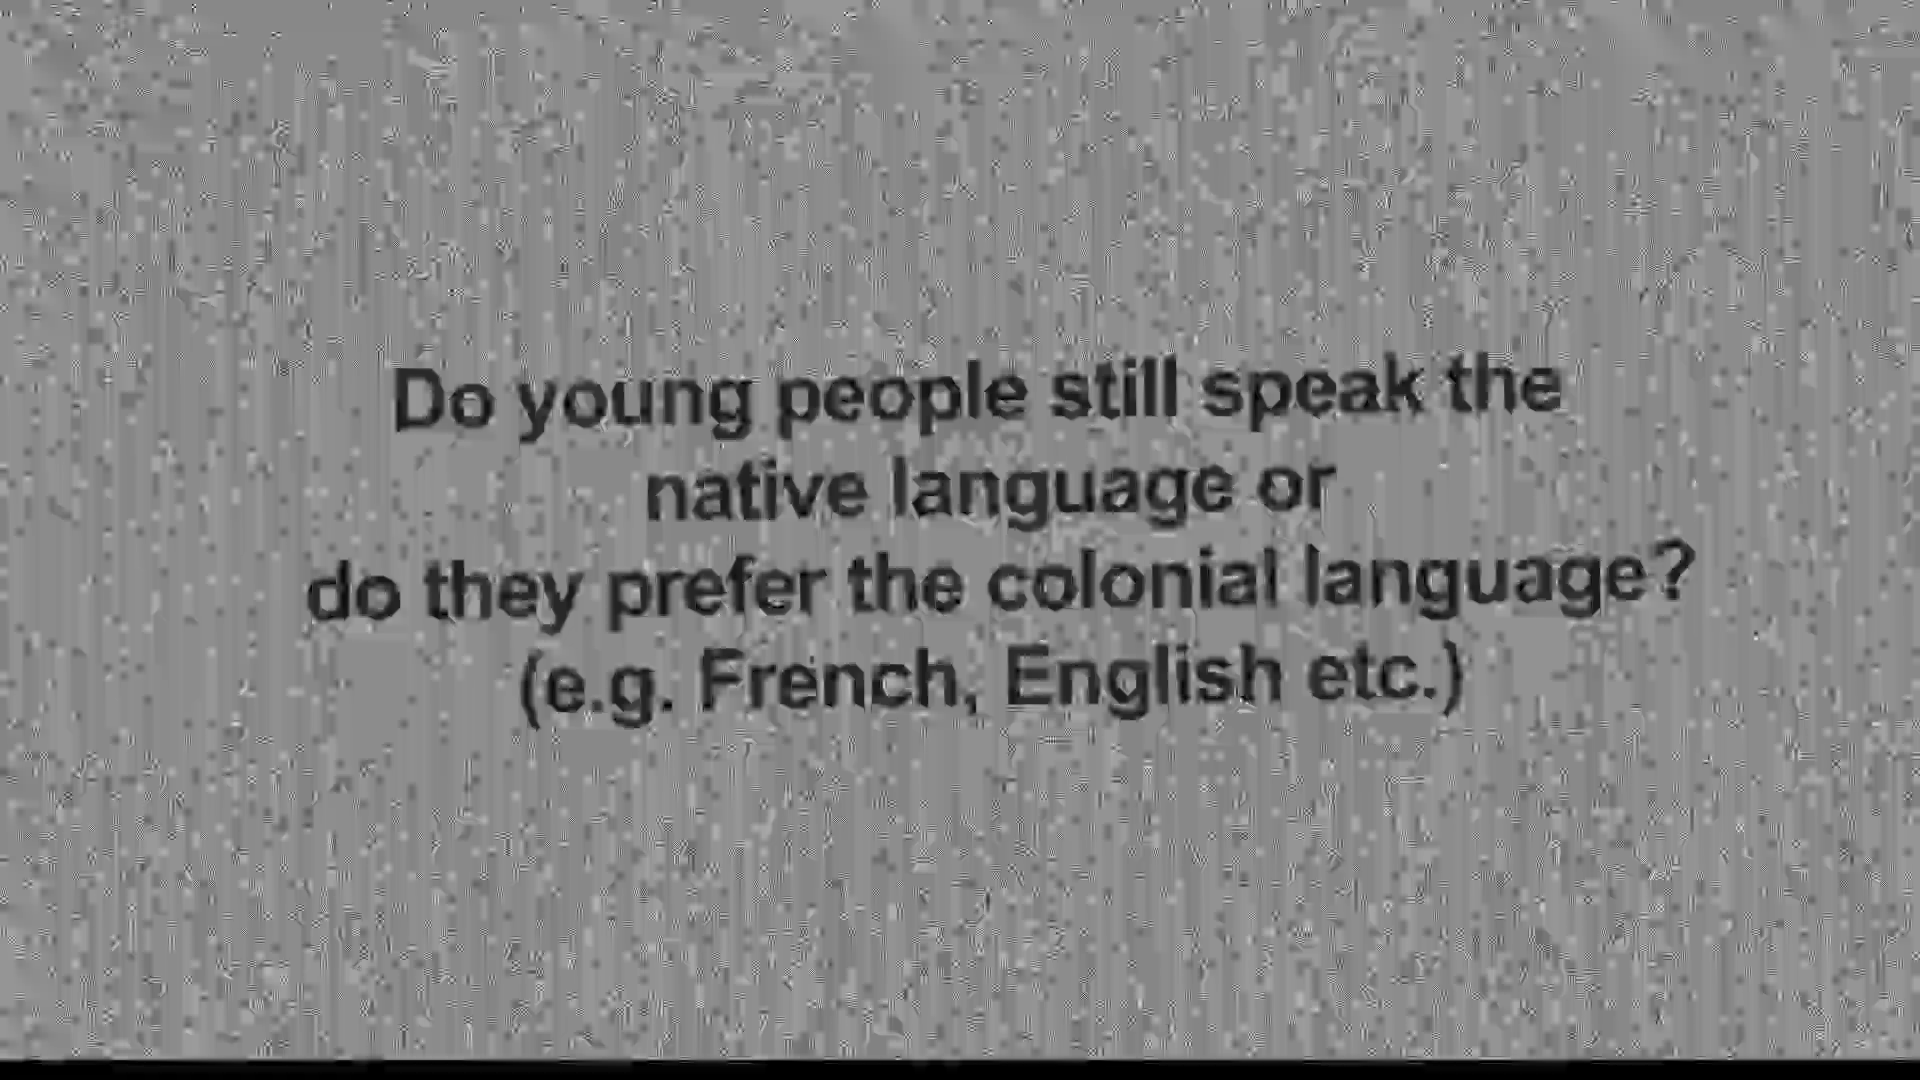 Do young people still speak the
native language or
do they prefer the colonial language?
(e.g. French, English etc.)